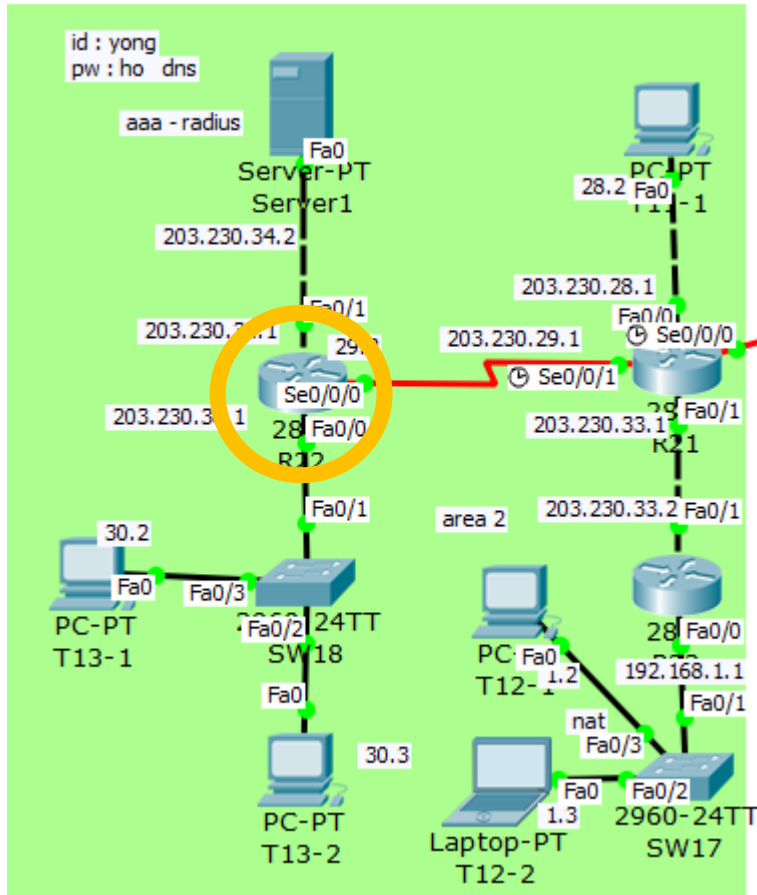 id : yong
pw : ho dns
aaa - radius
Fa0
Server-PT
Server1
203.230.34.2
Fa0/1
29.
Se0/0/0
Fa0/0
R22
Fa0/1
30.2
Fa0
Fa0/3
PC-PT
T13-1
Fa0/2
SW18
Fa0
30.3
PC-PT
T13-2
PC-PT
28.2
Fa0
203.230.28.1
Fa0/0
Se0/0/0
203.230.29.1
Se0/0/1
Fa0/1
203.230.33.1
R21
area 2
203.230.33.2
Fa0/1
Fa0/0
192.168.1.1
Fa0/1
Fa0
1.2
T12-1
nat
Fa0/3
Fa0
Fa0/2
1.3
2960-24TT
SW17
Laptop-PT
T12-2